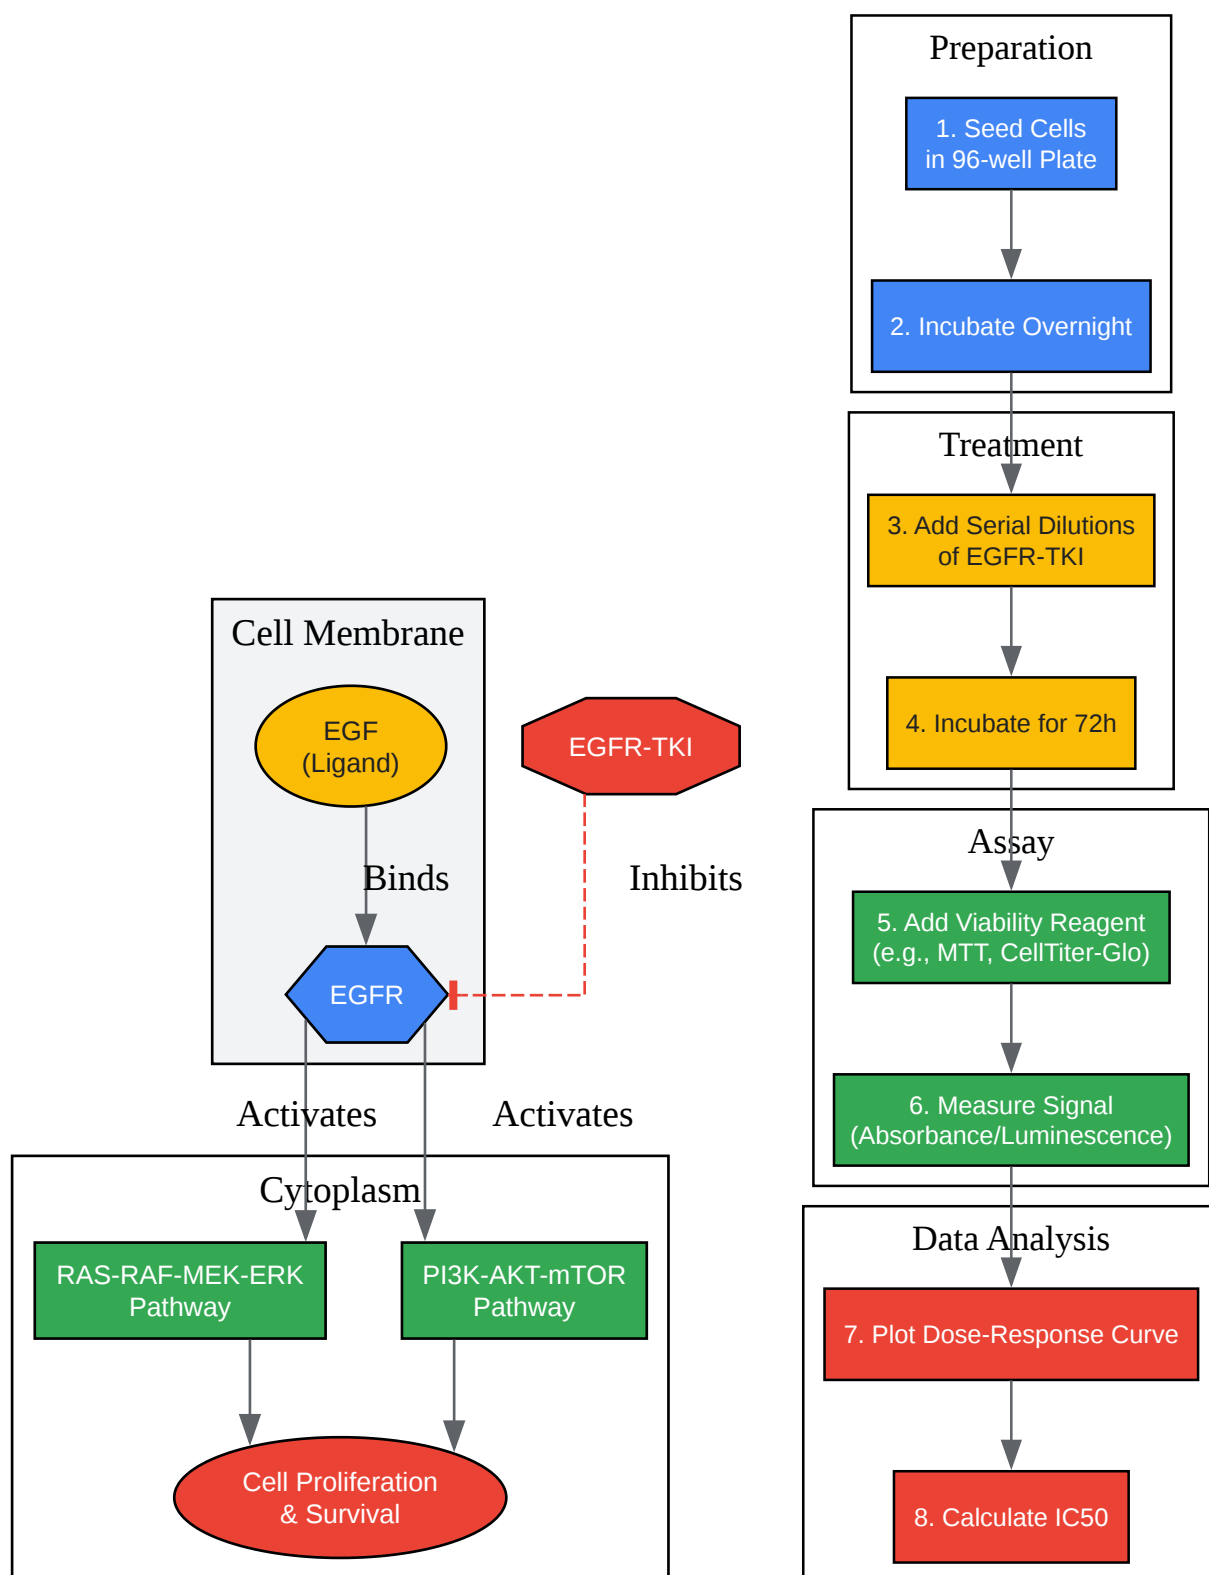 Cell Membrane
EGF
(Ligand)
EGFR-TKI
Binds
Inhibits
EGFR
Activates
Activates
Cytoplasm
RAS-RAF-MEK-ERK
Pathway
PI3K-AKT-mTOR
Pathway
Cell Proliferation
& Survival
Preparation
1. Seed Cells
in 96-well Plate
2. Incubate Overnight
Treatment
3. Add Serial Dilutions
of EGFR-TKI
4. Incubate for 72h
Assay
5. Add Viability Reagent
(e.g., MTT, CellTiter-Glo)
6. Measure Signal
(Absorbance/Luminescence)
Data Analysis
7. Plot Dose-Response Curve
8. Calculate IC50